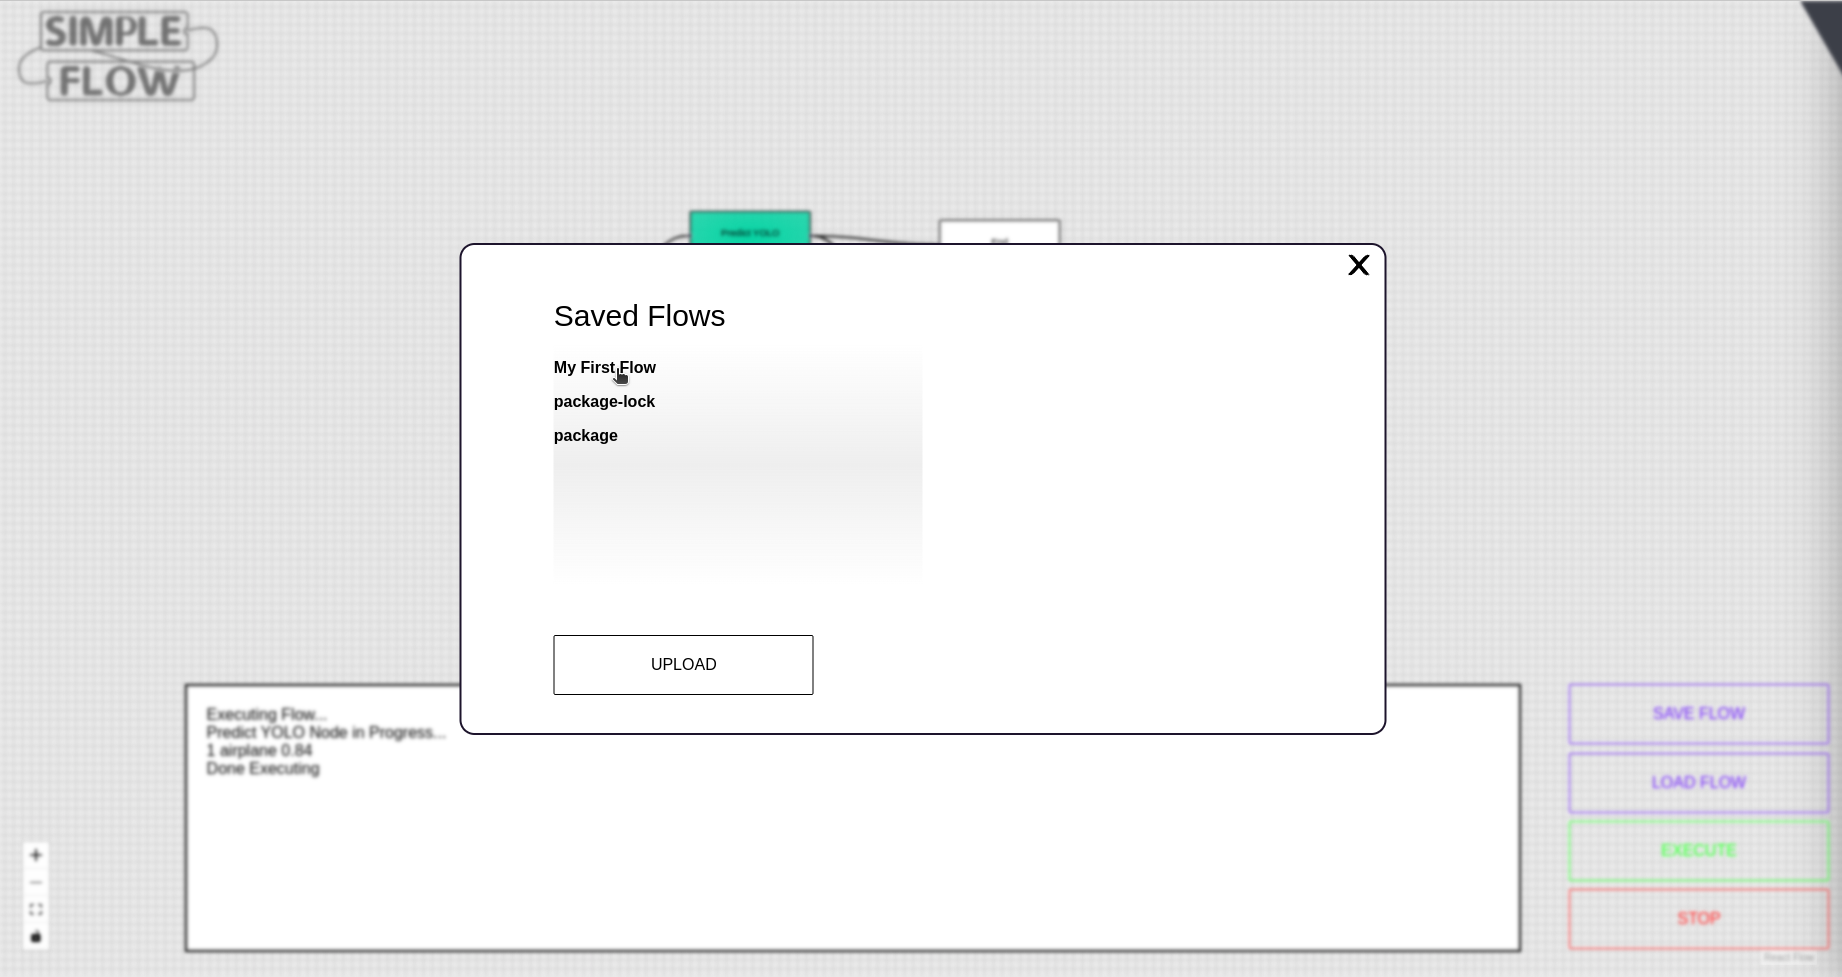 SIMPLE
FLOW
Predict YOLO
End
X
Saved Flows
My First Flow
package-lock
package
UPLOAD
Executing Flow...
Predict YOLO Node in Progress...
1 airplane 0.84
Done Executing
SAVE FLOW
LOAD FLOW
EXECUTE
STOP
React Flow